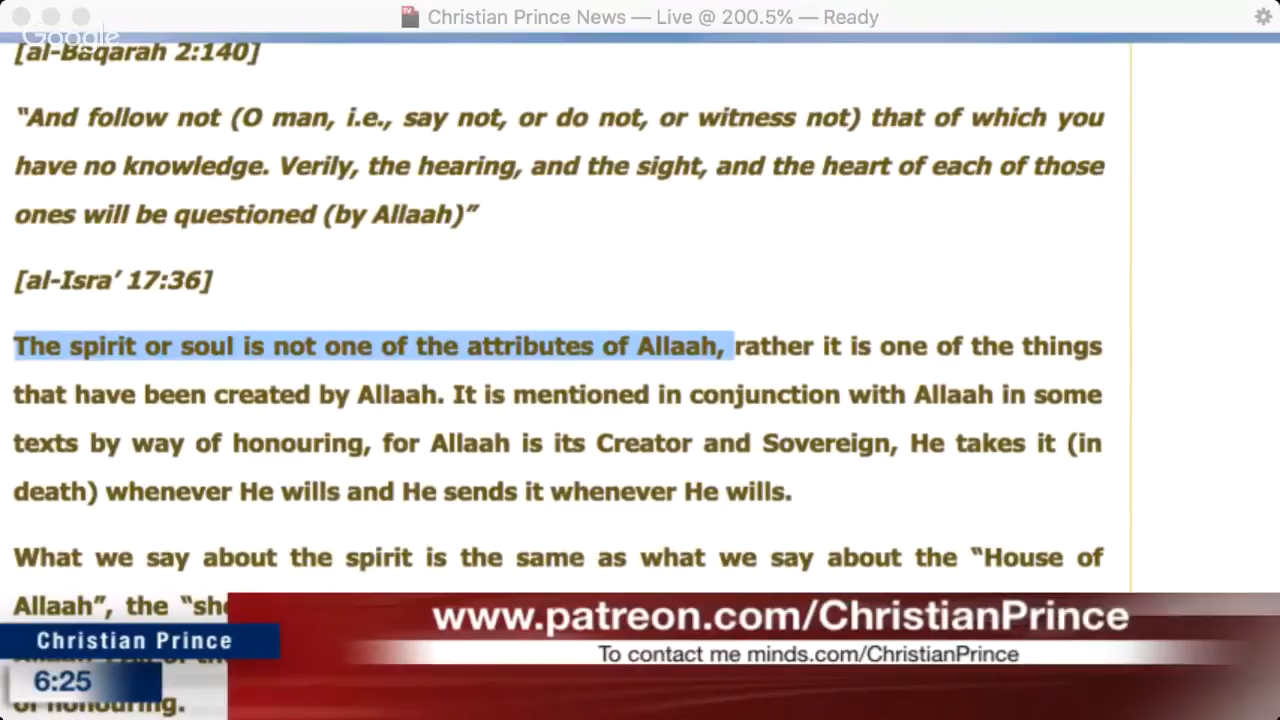 Christian Prince News — Live @ 200.5% — Ready
Google
[al-Baqarah 2:140]
“And follow not (O man, i.e., say not, or do not, or witness not) that of which you
have no knowledge. Verily, the hearing, and the sight, and the heart of each of those
ones will be questioned (by Allaah)”
[al-Isra’ 17:36]
The spirit or soul is not one of the attributes of Allaah, rather it is one of the things
that have been created by Allaah. It is mentioned in conjunction with Allaah in some
texts by way of honouring, for Allaah is its Creator and Sovereign, He takes it (in
death) whenever He wills and He sends it whenever He wills.
What we say about the spirit is the same as what we say about the “House of
Allaah”, the
of honouring.
www.patreon.com/ChristianPrince
To contact me minds.com/ChristianPrince
Christian Prince
6:25